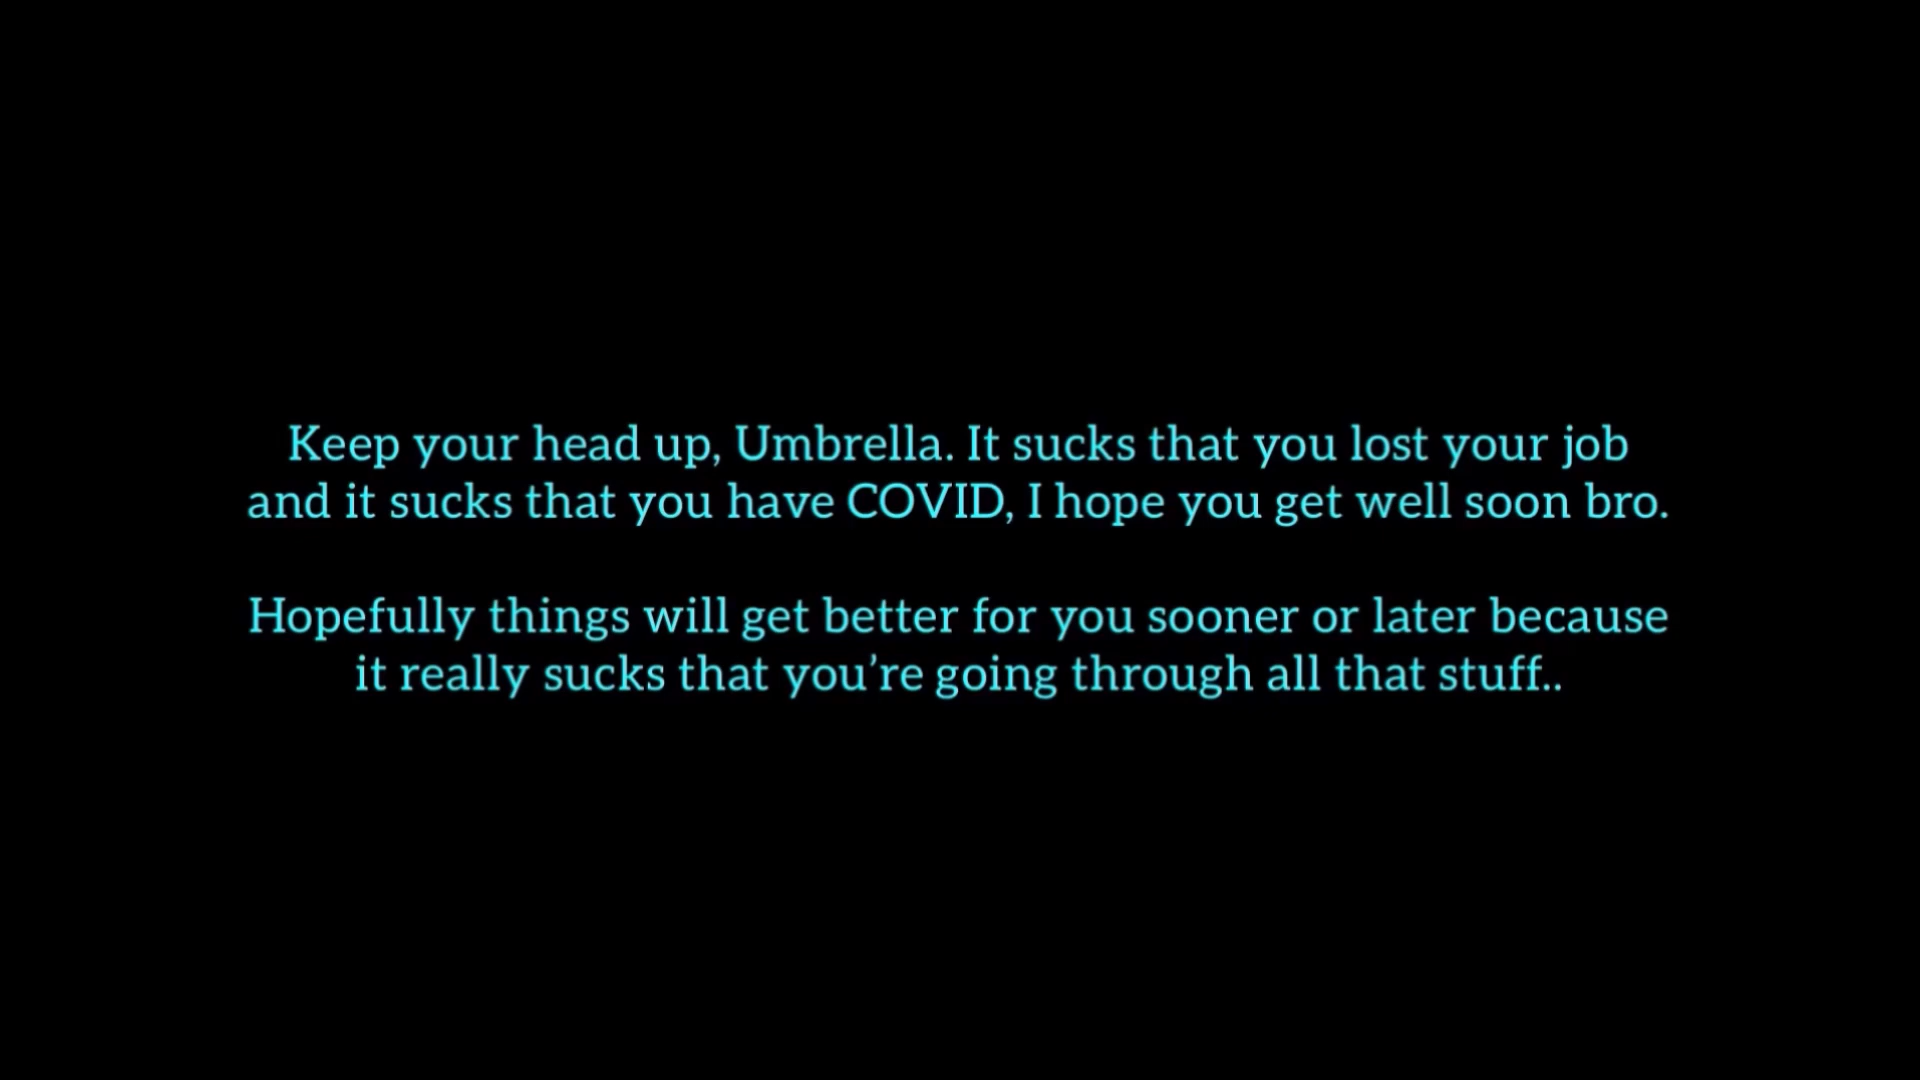 Keep your head up, Umbrella. It sucks that you lost your job
and it sucks that you have COVID, I hope you get well soon bro.
Hopefully things will get better for you sooner or later because
it really sucks that you’re going through all that stuff..